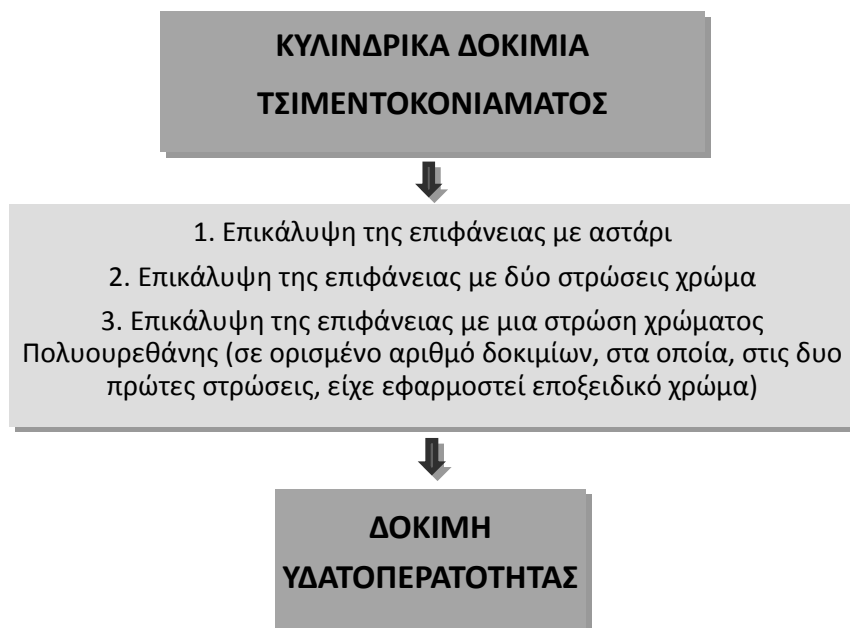 ΚΥΛΙΝΔΡΙΚΑ ΔΟΚΙΜΙΑ
ΤΣΙΜΕΝΤΟΚΟΝΙΑΜΑΤΟΣ
1. Επικάλυψη της επιφάνειας με αστάρι
2. Επικάλυψη της επιφάνειας με δύο στρώσεις χρώμα
3. Επικάλυψη της επιφάνειας με μια στρώση χρώματος
Πολυουρεθάνης (σε ορισμένο αριθμό δοκιμίων, στα οποία, στις δυο
πρώτες στρώσεις, είχε εφαρμοστεί εποξειδικό χρώμα)
ΔΟΚΙΜΗ
ΥΔΑΤΟΠΕΡΑΤΟΤΗΤΑΣ